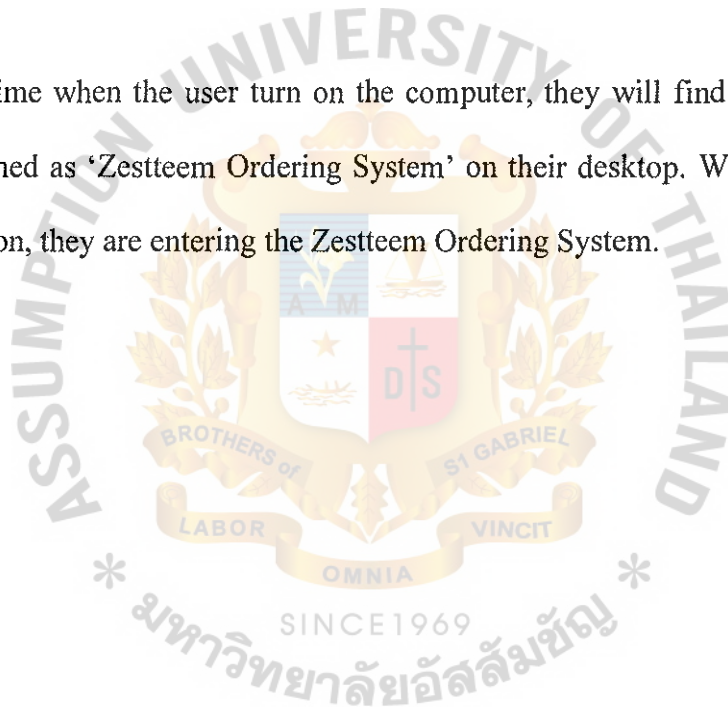 ime when the user turn on the computer, they will find
ned as ‘Zestteem Ordering System’ on their desktop. W
on, they are entering the Zestteem Ordering System.
ASSUMPTION UNIVERSITY OF THAILAND
A M
D S
BROTHERS of
ST GABRIEL
LABOR
VINCIT
OMNIA
SINCE1969
* มหาวิทยาลัยอัสสัมชัญ *